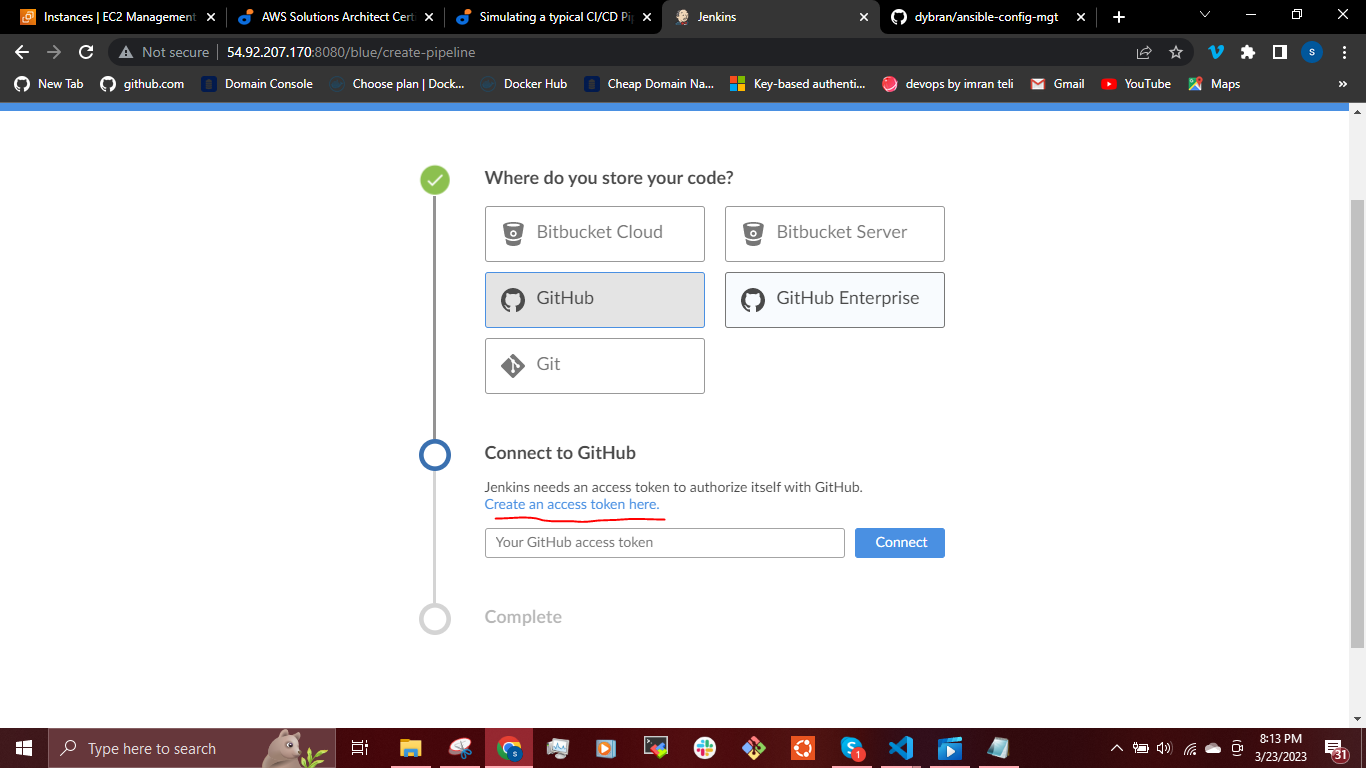 Instances | EC2 Management
AWS Solutions Architect Cert
Simulating a typical CI/CD Pip
Jenkins
dybran/ansible-config-mgt
Not secure
54.92.207.170:8080/blue/create-pipeline
s
New Tab
github.com
Domain Console
Choose plan | Dock...
Docker Hub
Cheap Domain Na...
Key-based authenti...
devops by imran teli
Gmail
YouTube
Maps
»
Where do you store your code?
Bitbucket Cloud
Bitbucket Server
GitHub
GitHub Enterprise
Git
Connect to GitHub
Jenkins needs an access token to authorize itself with GitHub.
Create an access token here.
Your GitHub access token
Connect
Complete
Type here to search
S
1
8:13 PM
3/23/2023
31